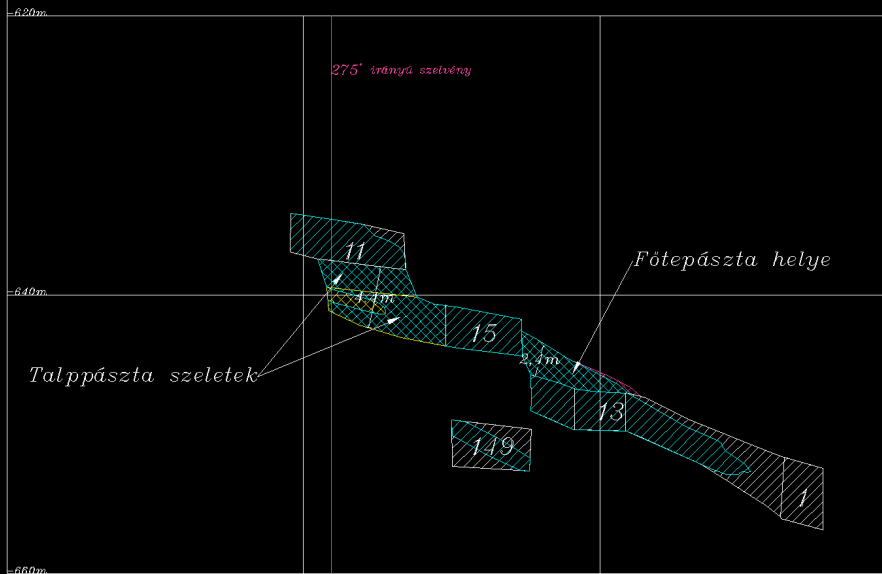 -620m
275° irányú szelvény
11
Főtepászta helye
-640m
4,4m
15
2,4m
Talppászta szeletek
13
149
1
-660m